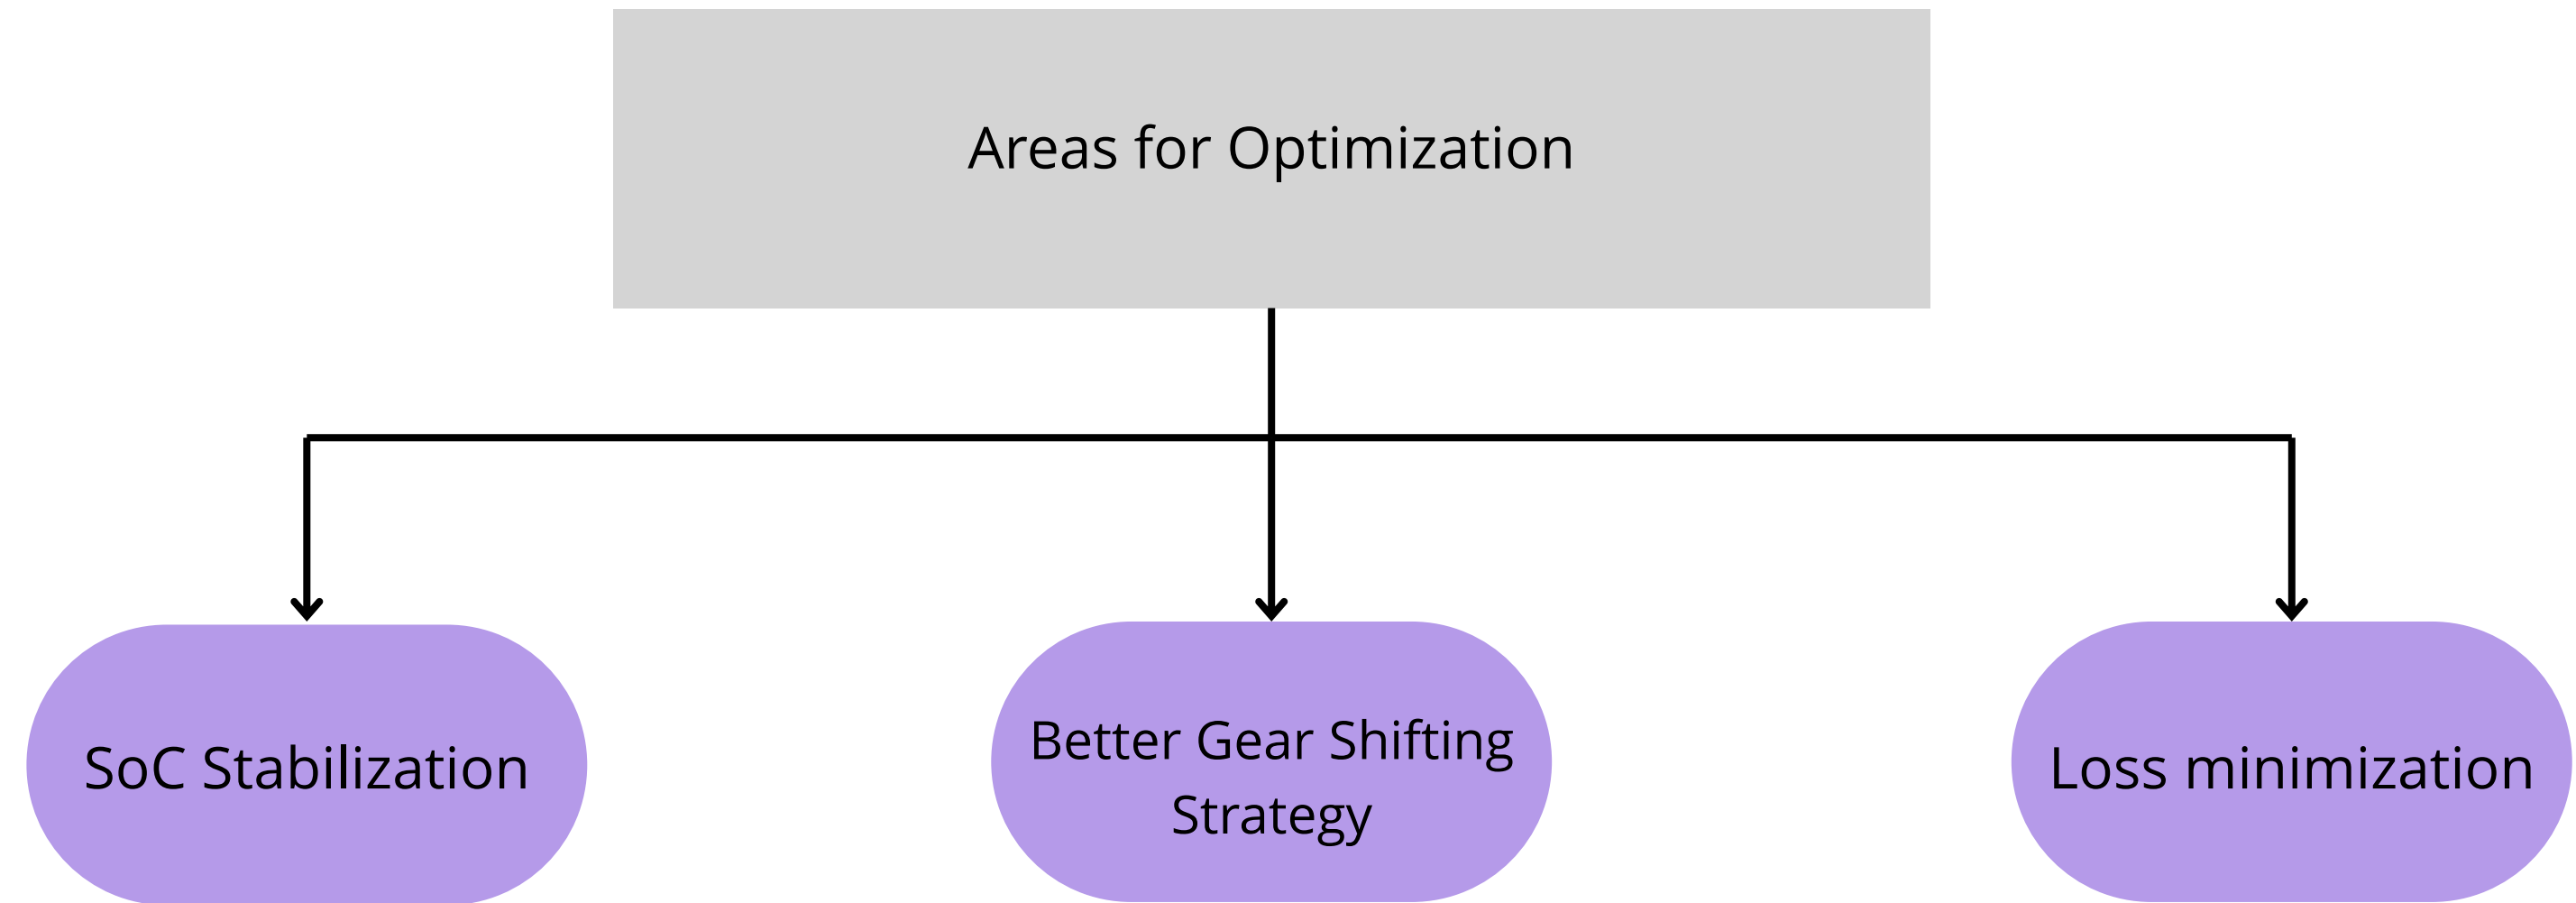 Areas for Optimization
SoC Stabilization
Better Gear Shifting
Strategy
Loss minimization